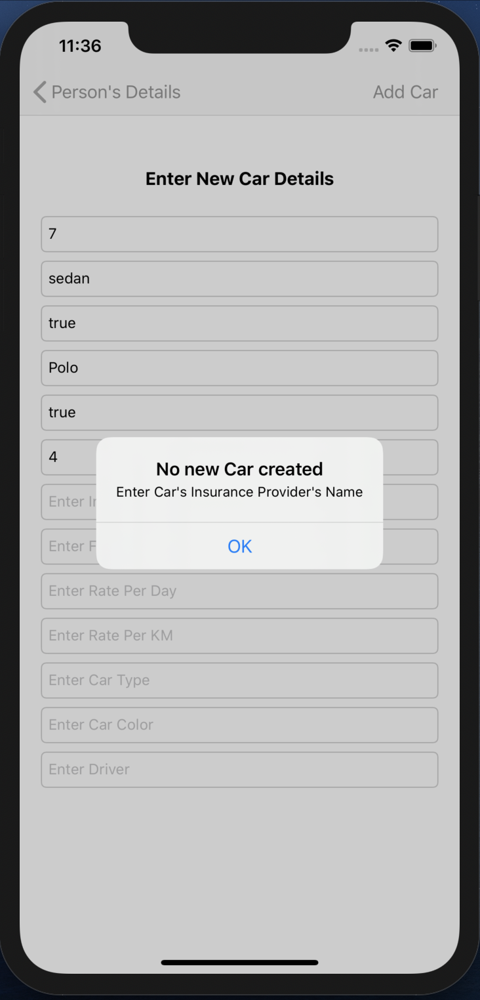 11:36
Person's Details Add Car
Enter New Car Details
7
sedan
true
Polo
true
4
No new Car created
Enter Car's Insurance Provider's Name
OK
Enter
Enter
Enter Rate Per Day
Enter Rate Per KM
Enter Car Type
Enter Car Color
Enter Driver